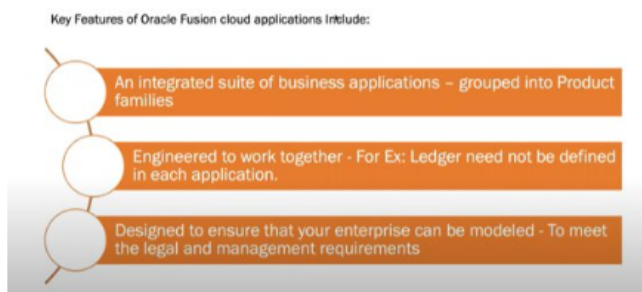 Key Features of Oracle Fusion cloud applications Include:
An integrated suite of business applications – grouped into Product
families
Engineered to work together - For Ex: Ledger need not be defined
in each application.
Designed to ensure that your enterprise can be modeled - To meet
the legal and management requirements